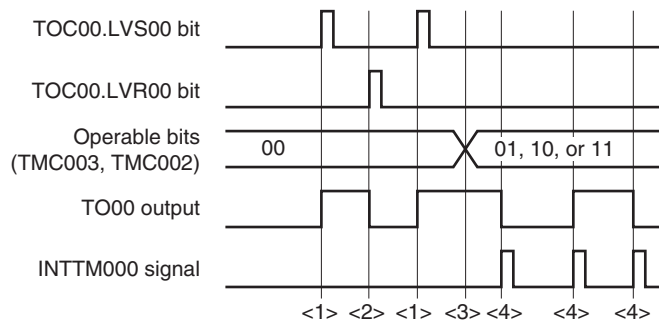 TOC00.LVS00 bit
TOC00.LVR00 bit
Operable bits
(TMC003, TMC002)
00
01, 10, or 11
TO00 output
INTTM000 signal
<1> <2> <1> <3> <4> <4> <4>